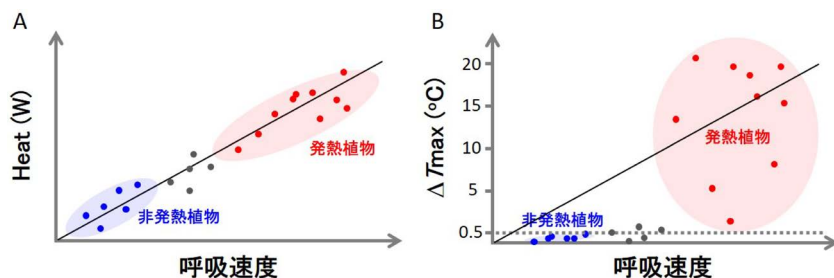 A
Heat (W)
発熱植物
非発熱植物
呼吸速度
B
ΔTmax (°C)
20
15
10
5
0.5
発熱植物
非発熱植物
呼吸速度